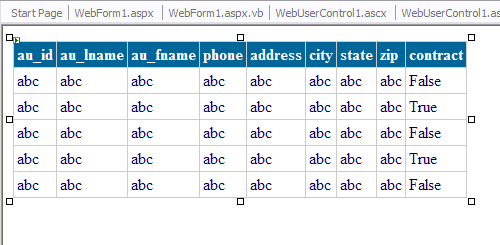 Start Page WebForm1.aspx WebForm1.aspx.vb WebUserControl1.ascx WebUserControl1.as
au_id au_lname au_fname phone address city state zip contract
abc abc abc abc abc abc abc abc False
abc abc abc abc abc abc abc abc True
abc abc abc abc abc abc abc abc False
abc abc abc abc abc abc abc abc True
abc abc abc abc abc abc abc abc False